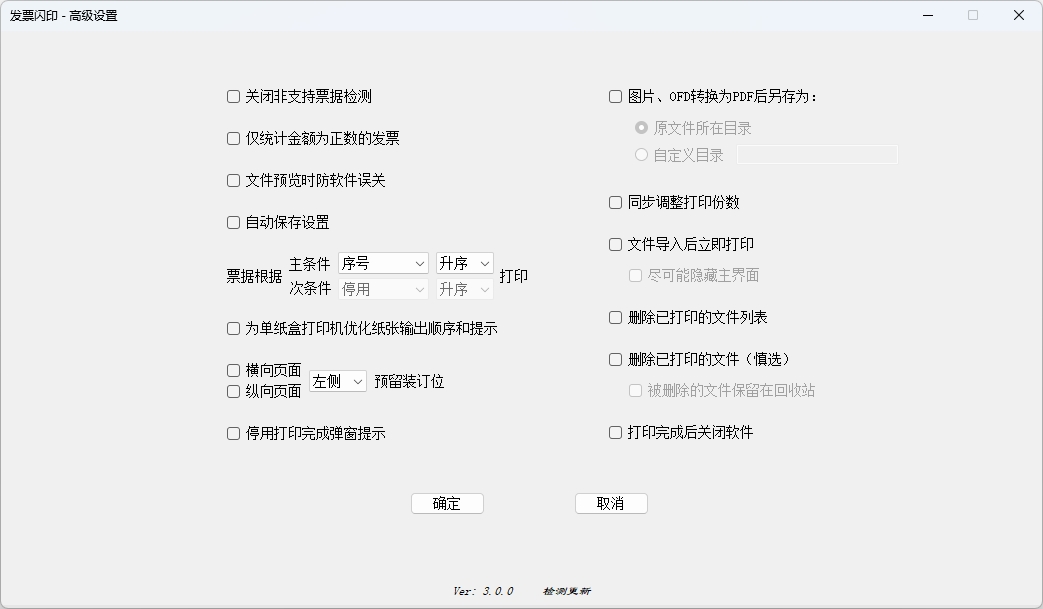 发票闪印 - 高级设置
关闭非支持票据检测
仅统计金额为正数的发票
文件预览时防软件误关
自动保存设置
票据根据 主条件 序号 升序 打印
次条件 停用 升序
为单纸盒打印机优化纸张输出顺序和提示
横向页面
纵向页面
左侧 预留装订位
停用打印完成弹窗提示
图片、OFD转换为PDF后另存为：
原文件所在目录
自定义目录
同步调整打印份数
文件导入后立即打印
尽可能隐藏主界面
删除已打印的文件列表
删除已打印的文件（慎选）
被删除的文件保留在回收站
打印完成后关闭软件
确定 取消
Ver: 3.0.0 检测更新